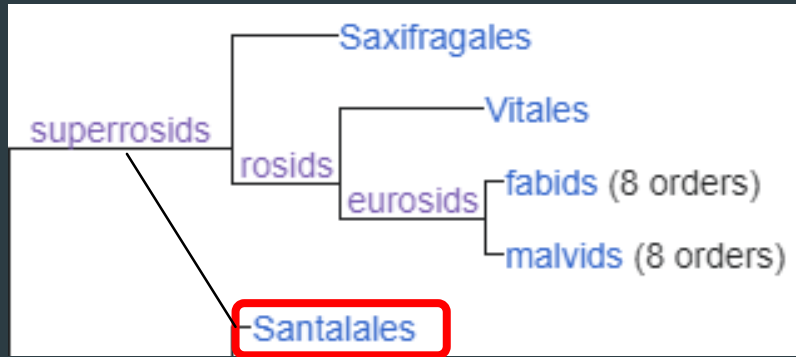 Saxifragales
Vitales
superrosids
rosids
fabids (8 orders)
eurosids
malvids (8 orders)
Santalales